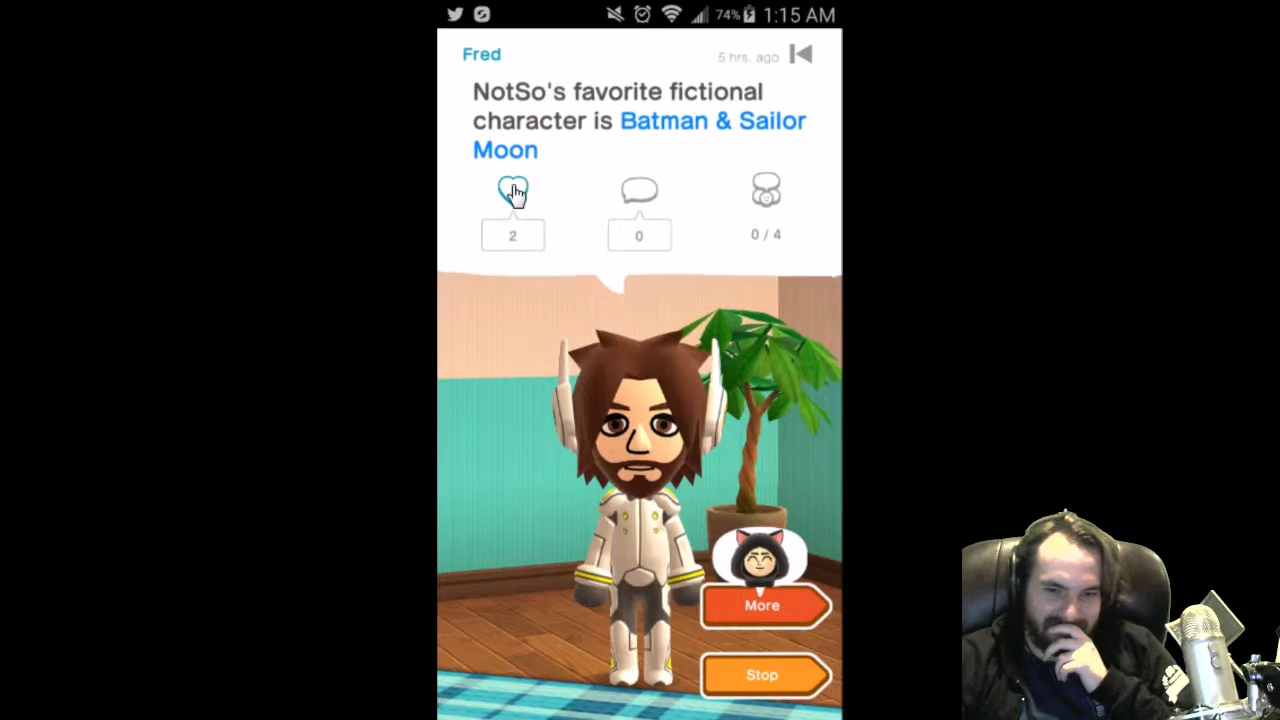 74% 1:15 AM
Fred
5 hrs. ago
NotSo's favorite fictional
character is Batman & Sailor
Moon
2
0
0 / 4
More
Stop